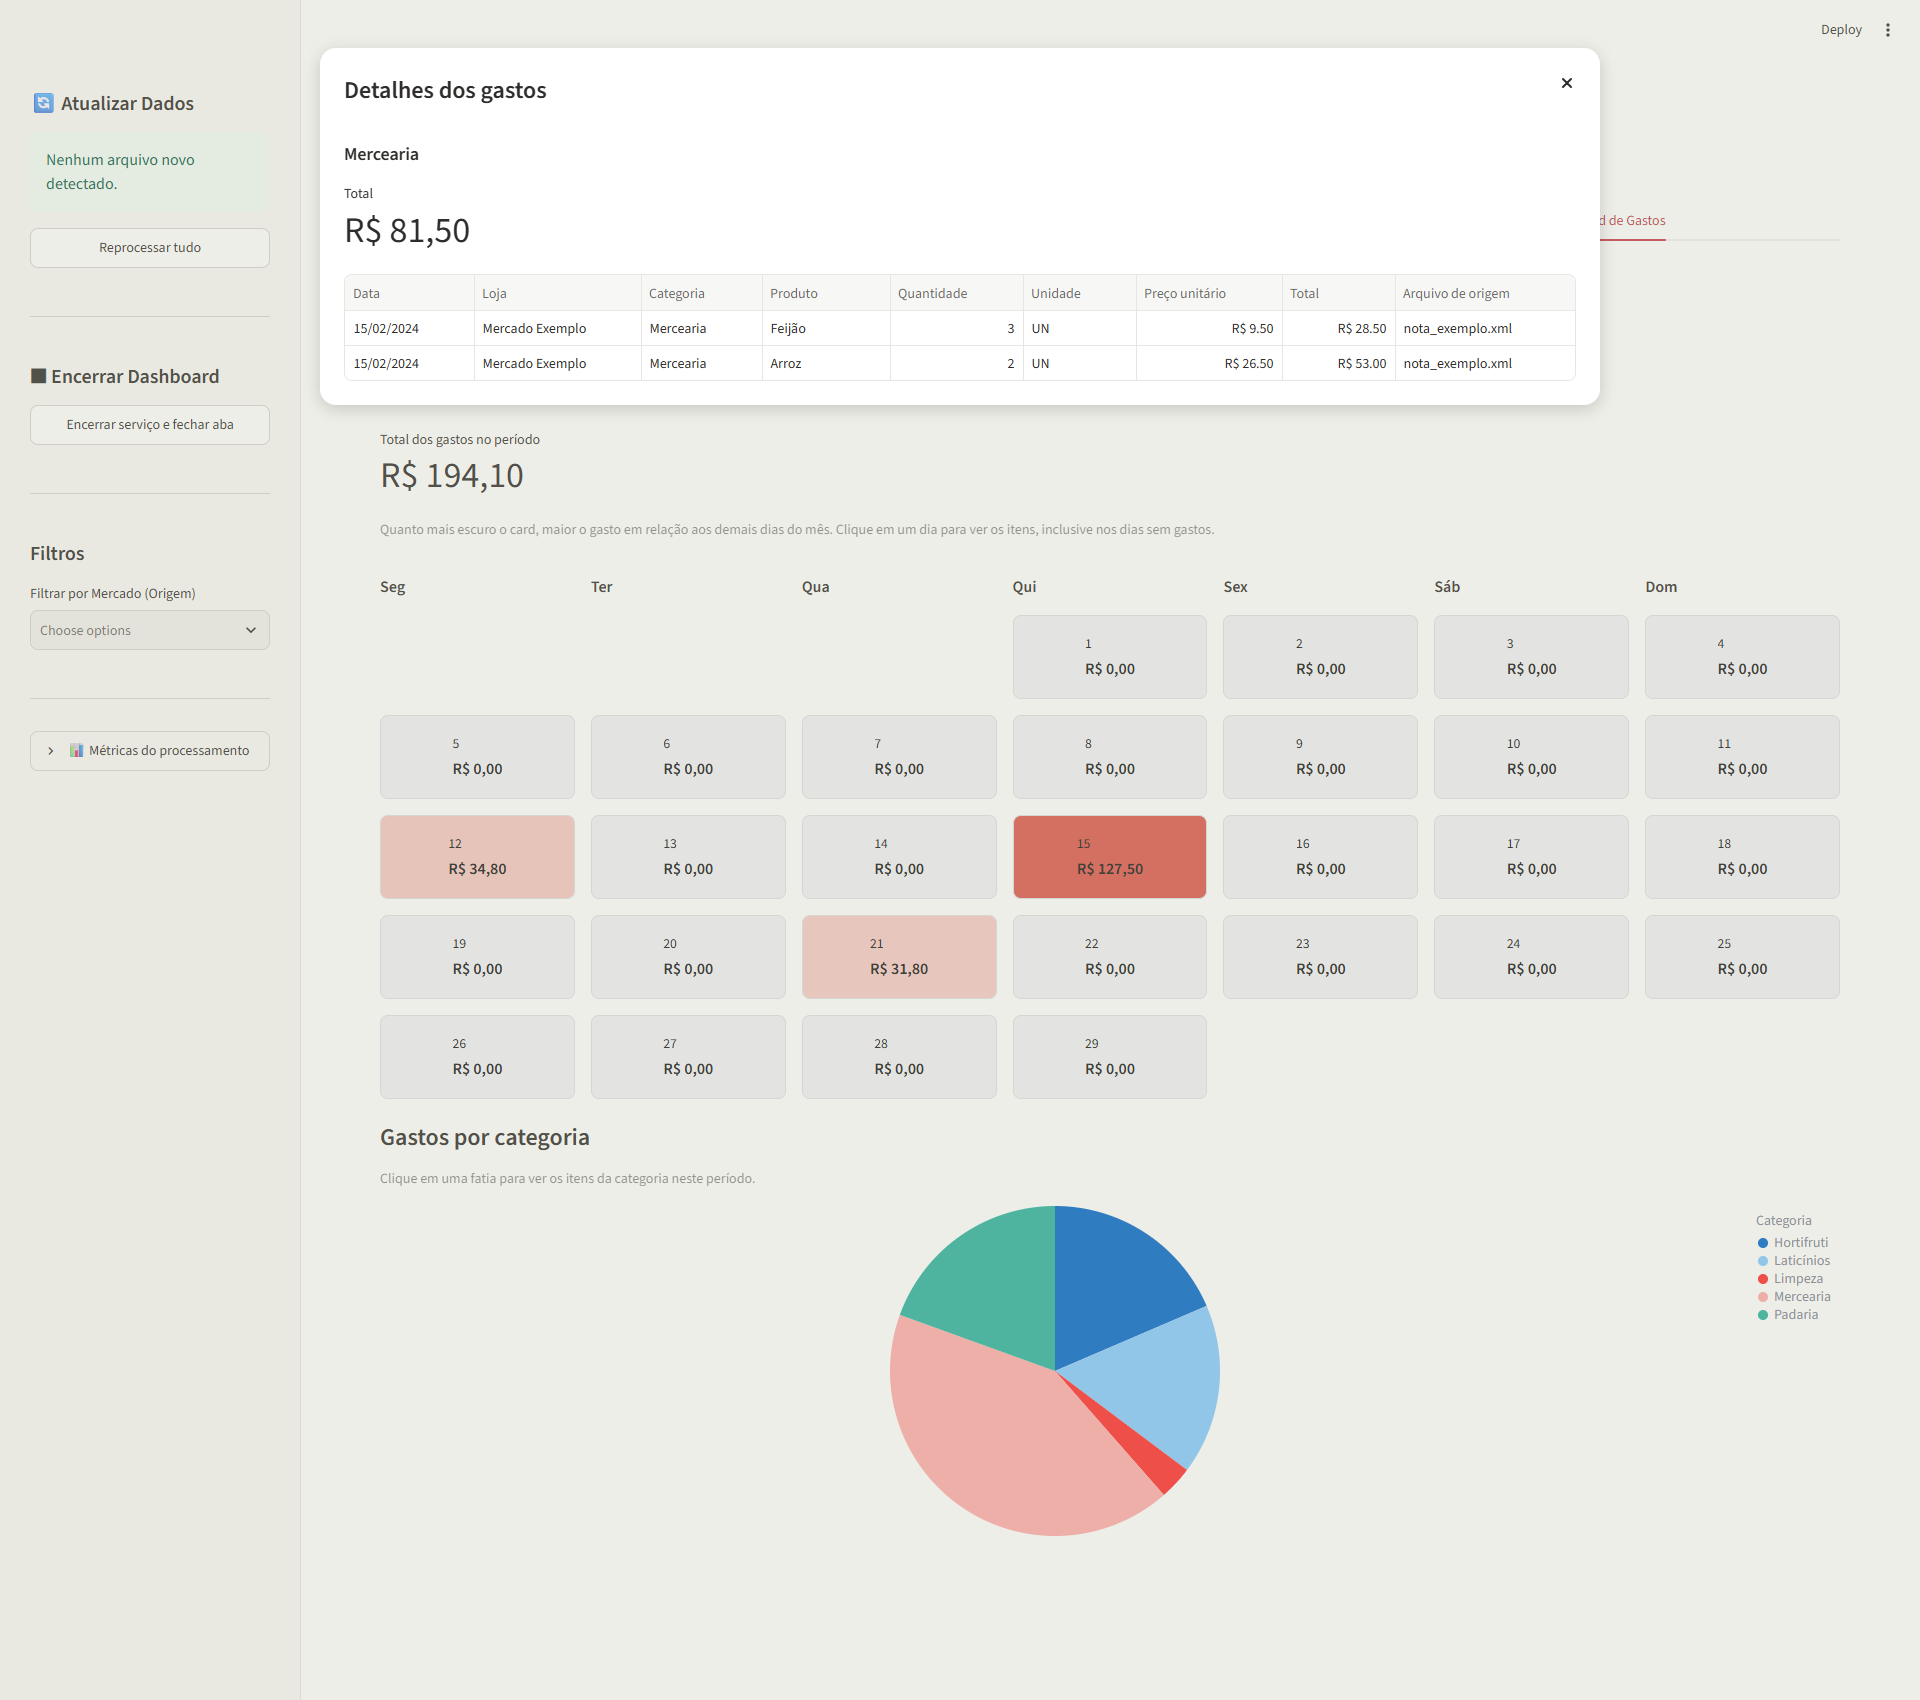 Deploy
🔄 Atualizar Dados
Nenhum arquivo novo
detectado.
Reprocessar tudo
Encerrar Dashboard
Encerrar serviço e fechar aba
Filtros
Filtrar por Mercado (Origem)
Choose options
📊 Métricas do processamento
Detalhes dos gastos
Mercearia
Total
R$ 81,50
Data Loja Categoria Produto Quantidade Unidade Preço unitário Total Arquivo de origem
15/02/2024 Mercado Exemplo Mercearia Feijão 3 UN R$ 9.50 R$ 28.50 nota_exemplo.xml
15/02/2024 Mercado Exemplo Mercearia Arroz 2 UN R$ 26.50 R$ 53.00 nota_exemplo.xml
d de Gastos
Total dos gastos no período
R$ 194,10
Quanto mais escuro o card, maior o gasto em relação aos demais dias do mês. Clique em um dia para ver os itens, inclusive nos dias sem gastos.
Seg Ter Qua Qui Sex Sáb Dom
1 2 3 4
R$ 0,00 R$ 0,00 R$ 0,00 R$ 0,00
5 6 7 8 9 10 11
R$ 0,00 R$ 0,00 R$ 0,00 R$ 0,00 R$ 0,00 R$ 0,00 R$ 0,00
12 13 14 15 16 17 18
R$ 34,80 R$ 0,00 R$ 0,00 R$ 127,50 R$ 0,00 R$ 0,00 R$ 0,00
19 20 21 22 23 24 25
R$ 0,00 R$ 0,00 R$ 31,80 R$ 0,00 R$ 0,00 R$ 0,00 R$ 0,00
26 27 28 29
R$ 0,00 R$ 0,00 R$ 0,00 R$ 0,00
Gastos por categoria
Clique em uma fatia para ver os itens da categoria neste período.
Categoria
Hortifruti
Laticínios
Limpeza
Mercearia
Padaria